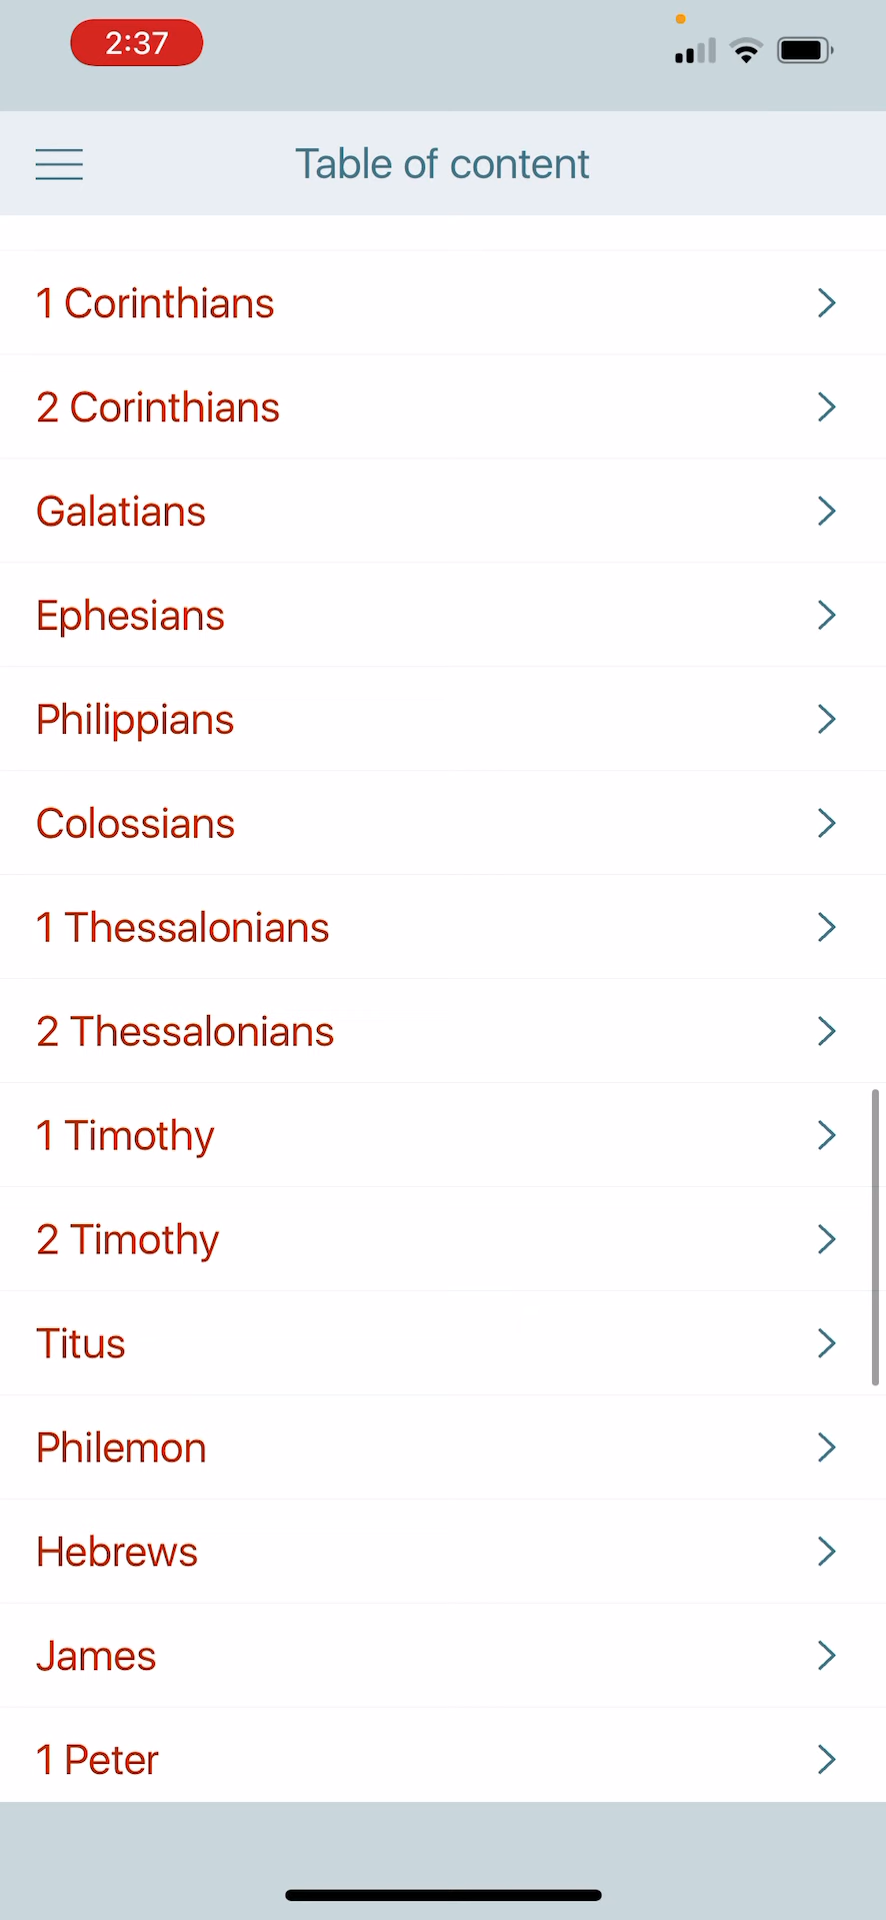 2:37
Table of content
1 Corinthians
2 Corinthians
Galatians
Ephesians
Philippians
Colossians
1 Thessalonians
2 Thessalonians
1 Timothy
2 Timothy
Titus
Philemon
Hebrews
James
1 Peter